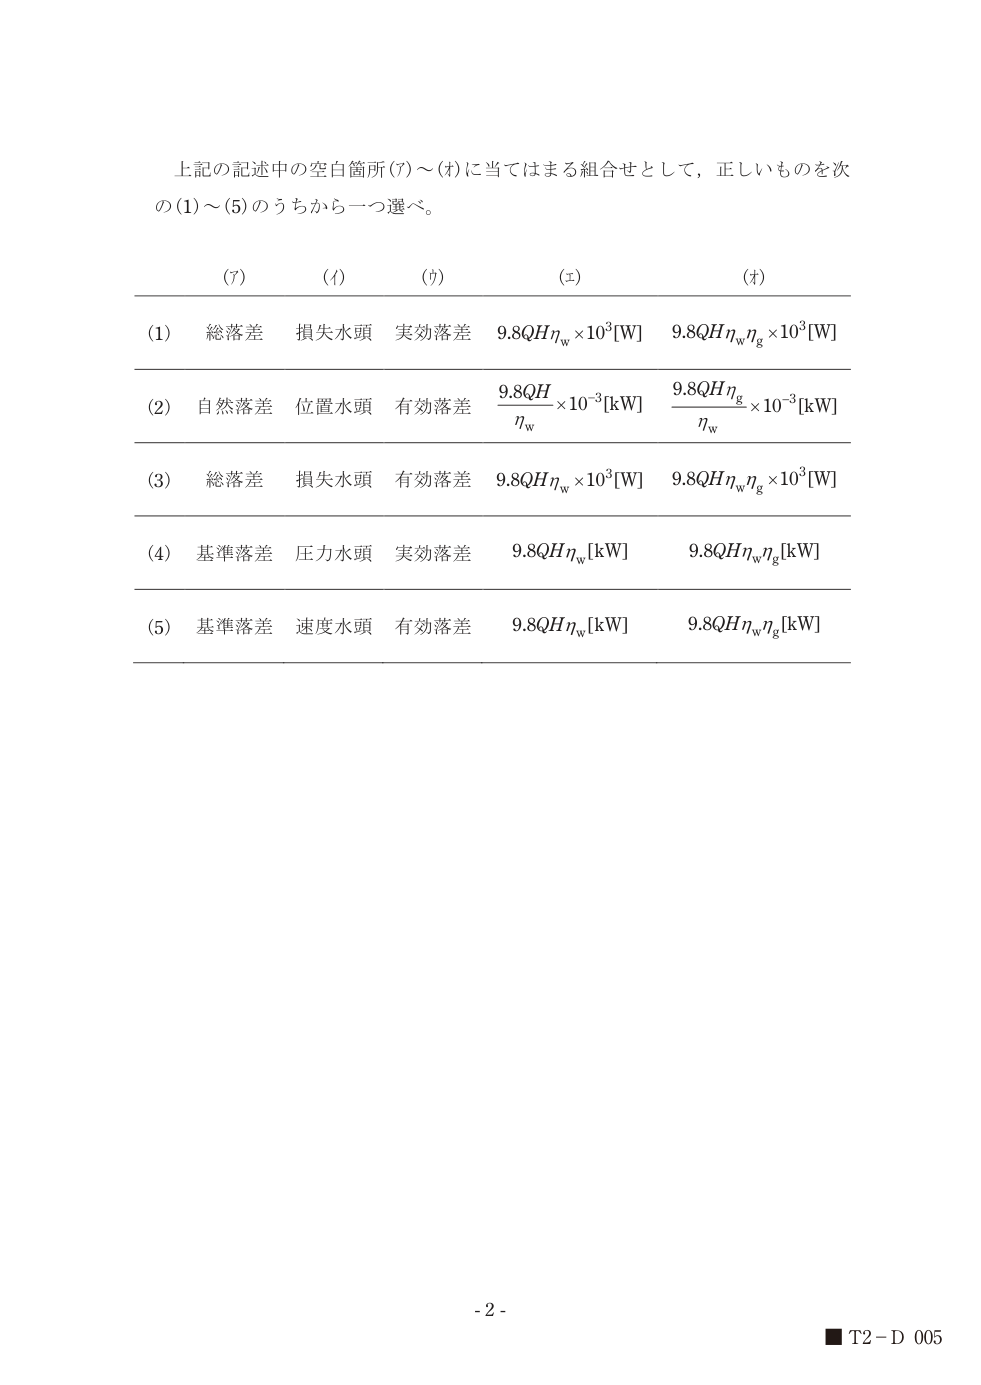 上記の記述中の空白箇所(ア)～(オ)に当てはまる組合せとして，正しいものを次
の(1)～(5)のうちから一つ選べ。
(ア) (イ) (ウ) (エ) (オ)
(1) 総落差 損失水頭 実効落差 9.8QHη_w×10^3[W] 9.8QHη_wη_g×10^3[W]
(2) 自然落差 位置水頭 有効落差 9.8QH/η_w×10^−3[kW] 9.8QHη_g/η_w×10^−3[kW]
(3) 総落差 損失水頭 有効落差 9.8QHη_w×10^3[W] 9.8QHη_wη_g×10^3[W]
(4) 基準落差 圧力水頭 実効落差 9.8QHη_w[kW] 9.8QHη_wη_g[kW]
(5) 基準落差 速度水頭 有効落差 9.8QHη_w[kW] 9.8QHη_wη_g[kW]
- 2 -
■ T2－D 005